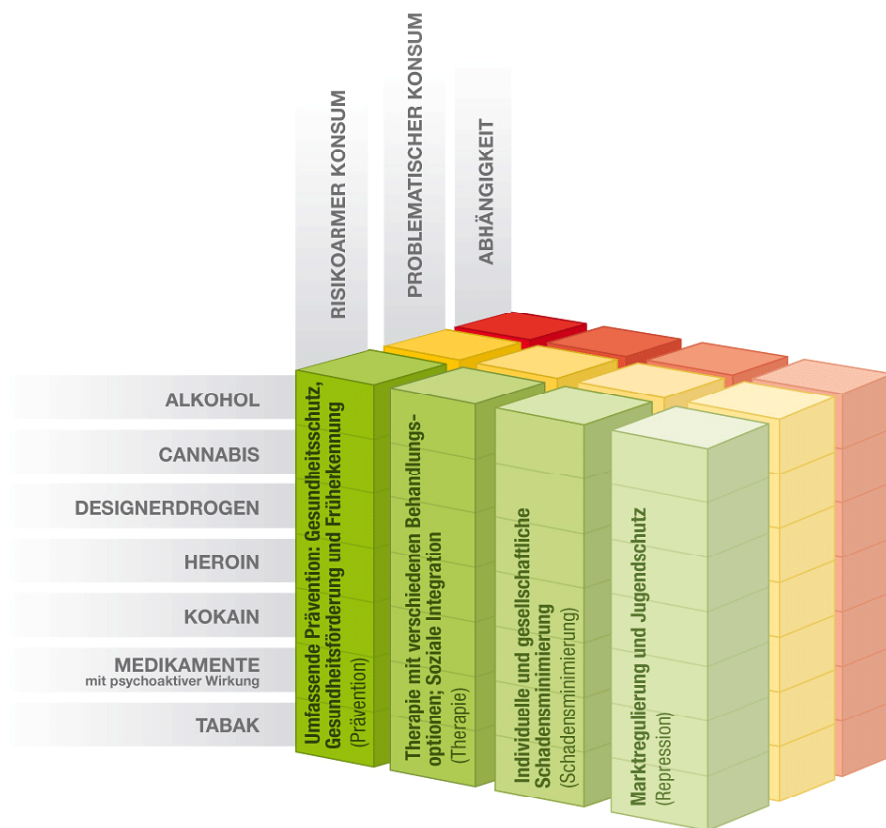 RISIKOARMER KONSUM
PROBLEMATISCHER KONSUM
ABHÄNGIGKEIT
ALKOHOL
CANNABIS
DESIGNERDROGEN
HEROIN
KOKAIN
MEDIKAMENTE
mit psychoaktiver Wirkung
TABAK
Umfassende Prävention: Gesundheitsschutz,
Gesundheitsförderung und Früherkennung
(Prävention)
Therapie mit verschiedenen Behandlungs-
optionen; Soziale Integration
(Therapie)
Individuelle und gesellschaftliche
Schadensminimierung
(Schadensminimierung)
Marktregulierung und Jugendschutz
(Repression)